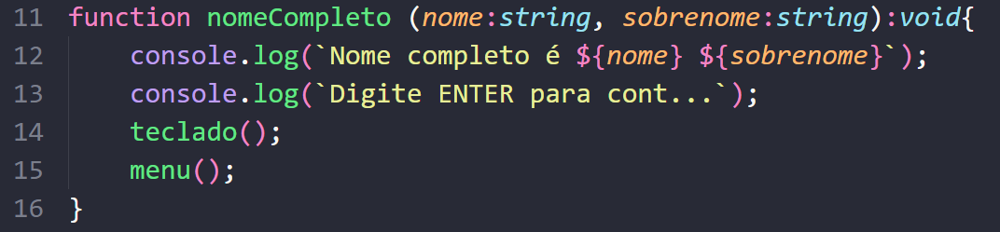 11 function nomeCompleto (nome:string, sobrenome:string):void{
12     console.log(`Nome completo é ${nome} ${sobrenome}`);
13     console.log(`Digite ENTER para cont...`);
14     teclado();
15     menu();
16 }